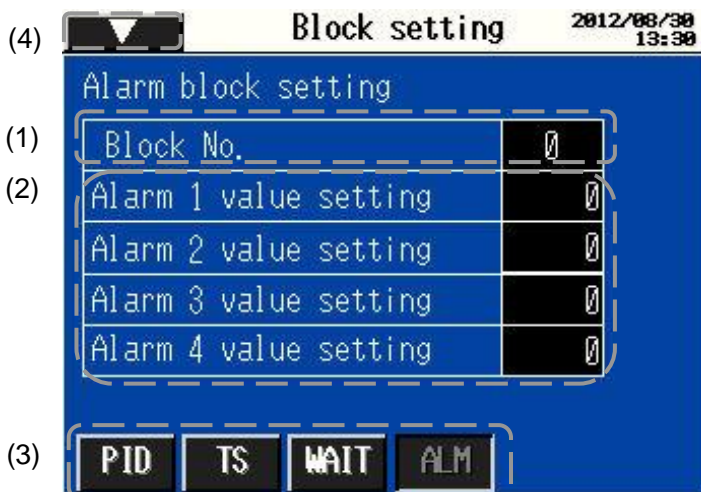 (4) ▼ Block setting 2012/08/30
13:30
Alarm block setting
(1) Block No. 0
(2) Alarm 1 value setting 0
Alarm 2 value setting 0
Alarm 3 value setting 0
Alarm 4 value setting 0
(3) PID TS WAIT ALM